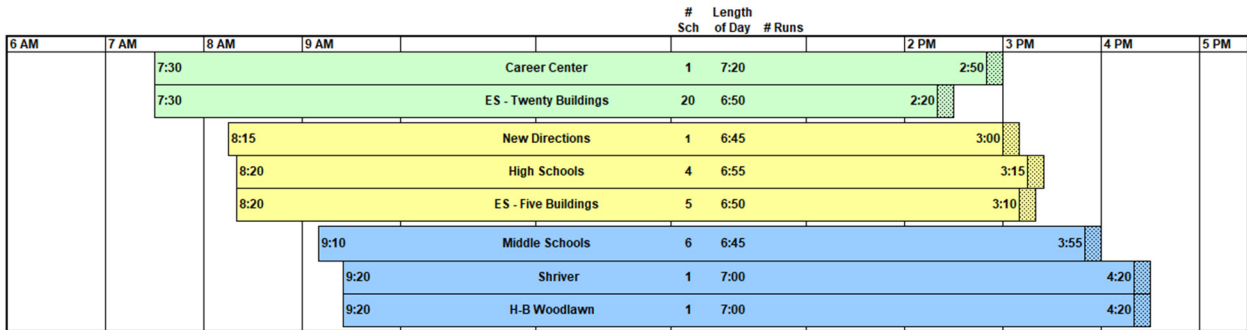 # Length
Sch of Day # Runs
6 AM 7 AM 8 AM 9 AM 2 PM 3 PM 4 PM 5 PM
7:30 Career Center 1 7:20 2:50
7:30 ES - Twenty Buildings 20 6:50 2:20
8:15 New Directions 1 6:45 3:00
8:20 High Schools 4 6:55 3:15
8:20 ES - Five Buildings 5 6:50 3:10
9:10 Middle Schools 6 6:45 3:55
9:20 Shriver 1 7:00 4:20
9:20 H-B Woodlawn 1 7:00 4:20